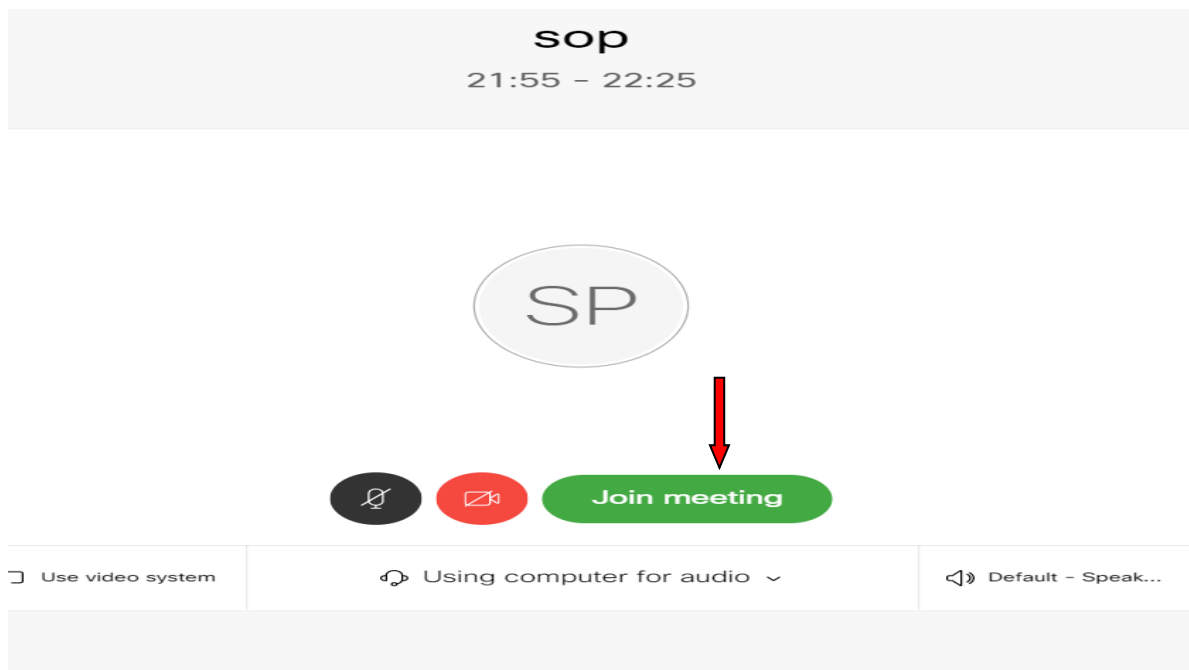 sop
21:55 - 22:25
SP
Join meeting
Use video system
Using computer for audio
Default - Speak...